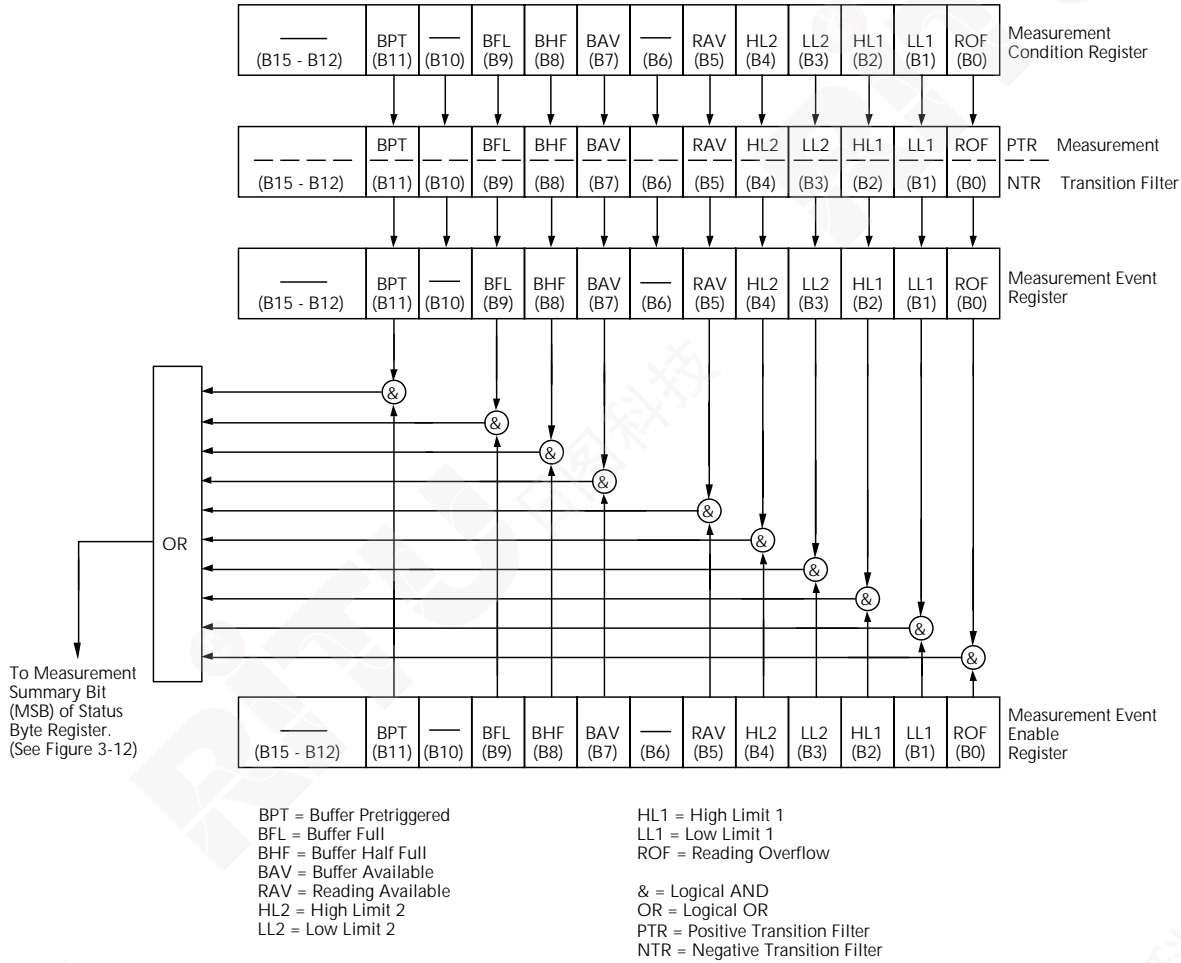 BPT BFL BHF BAV RAV HL2 LL2 HL1 LL1 ROF
(B15 - B12) (B11) (B10) (B9) (B8) (B7) (B6) (B5) (B4) (B3) (B2) (B1) (B0)
Measurement
Condition Register
BPT BFL BHF BAV RAV HL2 LL2 HL1 LL1 ROF PTR Measurement
(B15 - B12) (B11) (B10) (B9) (B8) (B7) (B6) (B5) (B4) (B3) (B2) (B1) (B0) NTR Transition Filter
BPT BFL BHF BAV RAV HL2 LL2 HL1 LL1 ROF
(B15 - B12) (B11) (B10) (B9) (B8) (B7) (B6) (B5) (B4) (B3) (B2) (B1) (B0)
Measurement Event
Register
&
&
&
&
&
&
&
&
&
&
OR
To Measurement
Summary Bit
(MSB) of Status
Byte Register.
(See Figure 3-12)
BPT BFL BHF BAV RAV HL2 LL2 HL1 LL1 ROF
(B15 - B12) (B11) (B10) (B9) (B8) (B7) (B6) (B5) (B4) (B3) (B2) (B1) (B0)
Measurement Event
Enable
Register
BPT = Buffer Pretriggered
BFL = Buffer Full
BHF = Buffer Half Full
BAV = Buffer Available
RAV = Reading Available
HL2 = High Limit 2
LL2 = Low Limit 2
HL1 = High Limit 1
LL1 = Low Limit 1
ROF = Reading Overflow
& = Logical AND
OR = Logical OR
PTR = Positive Transition Filter
NTR = Negative Transition Filter
RiTU 日图科技